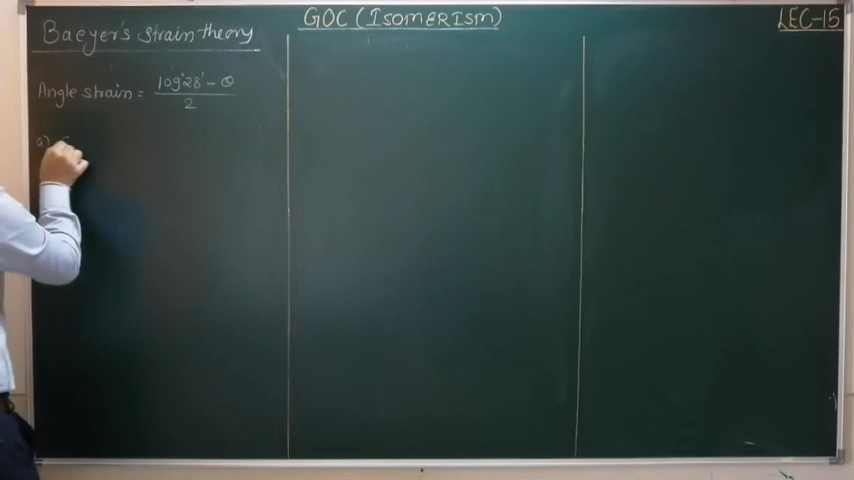 GOC (ISOMERISM)
LEC-15
Baeyer's strain theory
Angle strain = 109°28' - θ / 2
a)